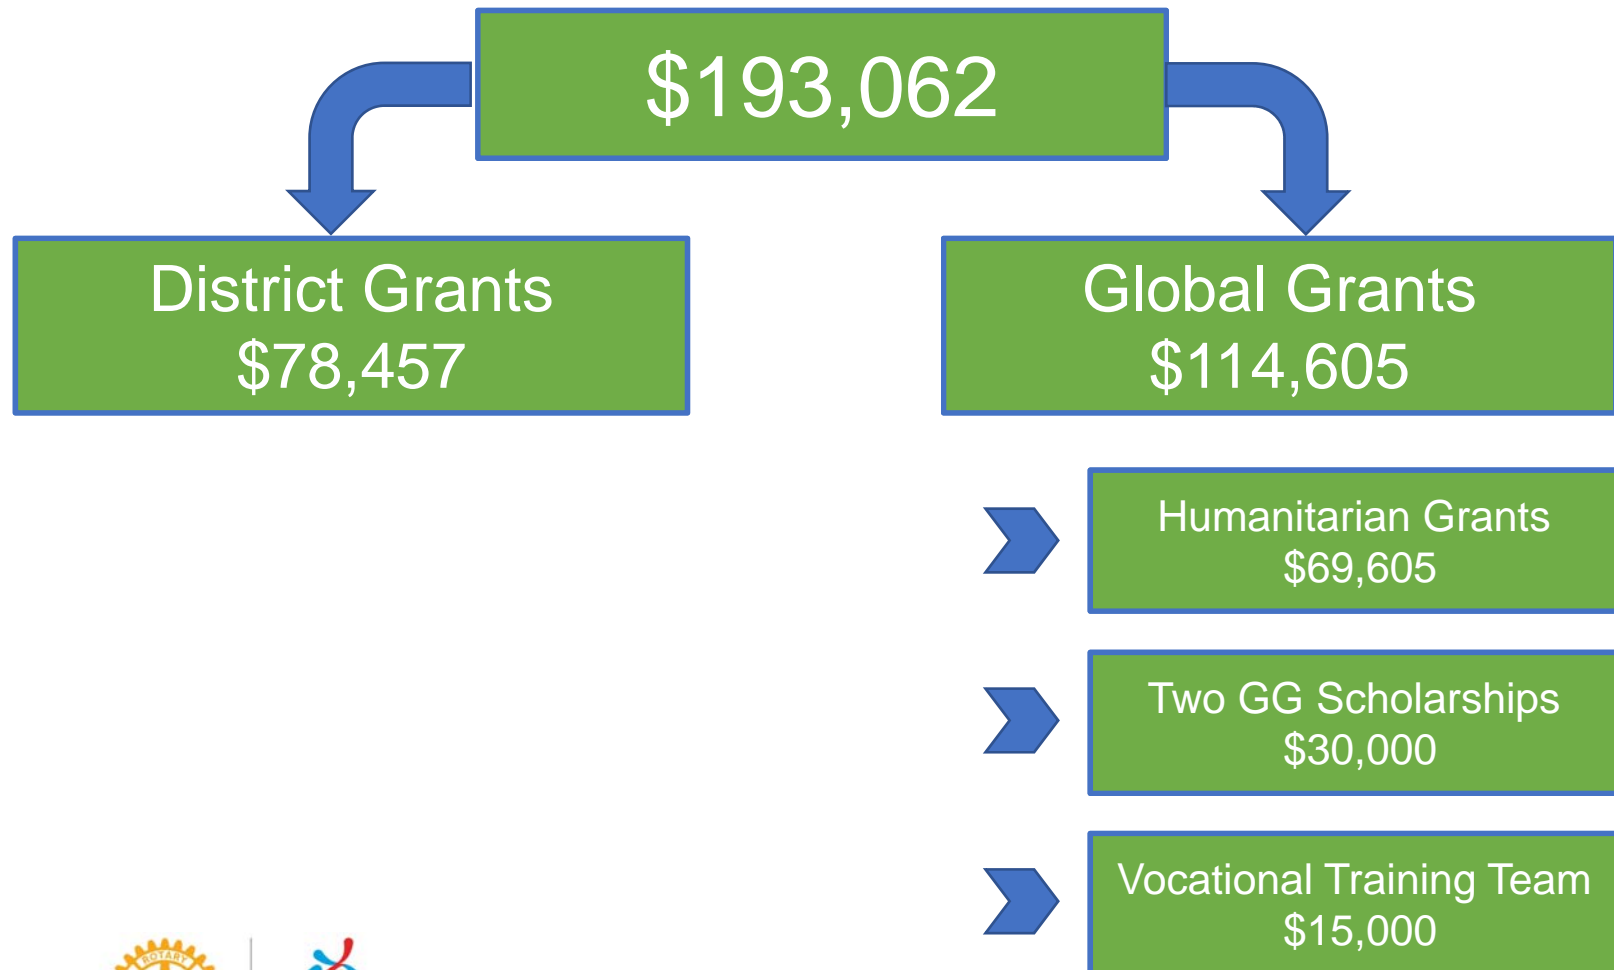 $193,062
District Grants
$78,457
Global Grants
$114,605
Humanitarian Grants
$69,605
Two GG Scholarships
$30,000
Vocational Training Team
$15,000
ROTARY